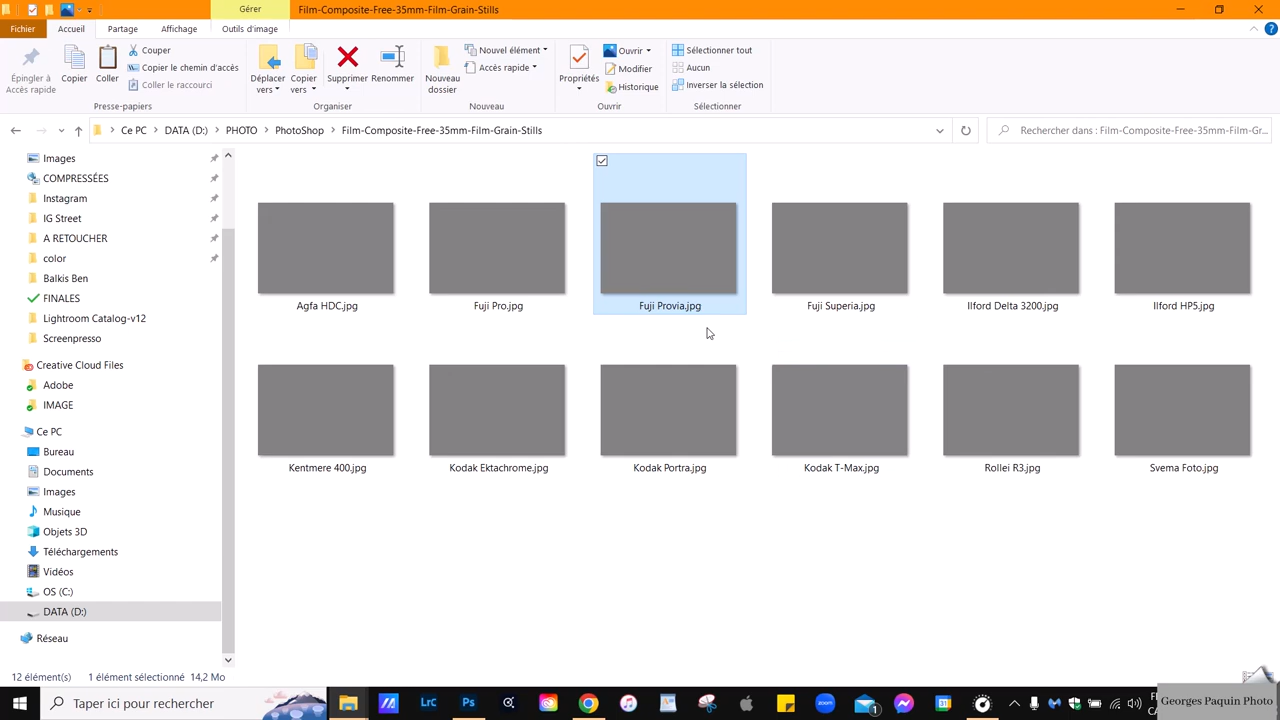 Gérer
Film-Composite-Free-35mm-Film-Grain-Stills
Fichier
Accueil
Partage
Affichage
Outils d'image
Épingler à
Accès rapide
Copier
Coller
Couper
Copier le chemin d'accès
Coller le raccourci
Presse-papiers
Déplacer
vers
Copier
vers
Supprimer
Renommer
Organiser
Nouveau
dossier
Nouvel élément
Accès rapide
Nouveau
Propriétés
Ouvrir
Modifier
Historique
Ouvrir
Sélectionner tout
Aucun
Inverser la sélection
Sélectionner
Ce PC
DATA (D:)
PHOTO
PhotoShop
Film-Composite-Free-35mm-Film-Grain-Stills
Rechercher dans : Film-Composite-Free-35mm-Film-Gr...
Images
COMPRESSÉES
Instagram
IG Street
A RETOUCHER
color
Balkis Ben
FINALES
Lightroom Catalog-v12
Screenpresso
Creative Cloud Files
Adobe
IMAGE
Ce PC
Bureau
Documents
Images
Musique
Objets 3D
Téléchargements
Vidéos
OS (C:)
DATA (D:)
Réseau
Agfa HDC.jpg
Fuji Pro.jpg
Fuji Provia.jpg
Fuji Superia.jpg
Ilford Delta 3200.jpg
Ilford HP5.jpg
Kentmere 400.jpg
Kodak Ektachrome.jpg
Kodak Portra.jpg
Kodak T-Max.jpg
Rollei R3.jpg
Svema Foto.jpg
12 élément(s)
1 élément sélectionné
14,2 Mo
Taper ici pour rechercher
LrC
Ps
zoom
1
31
Georges Paquin Photo